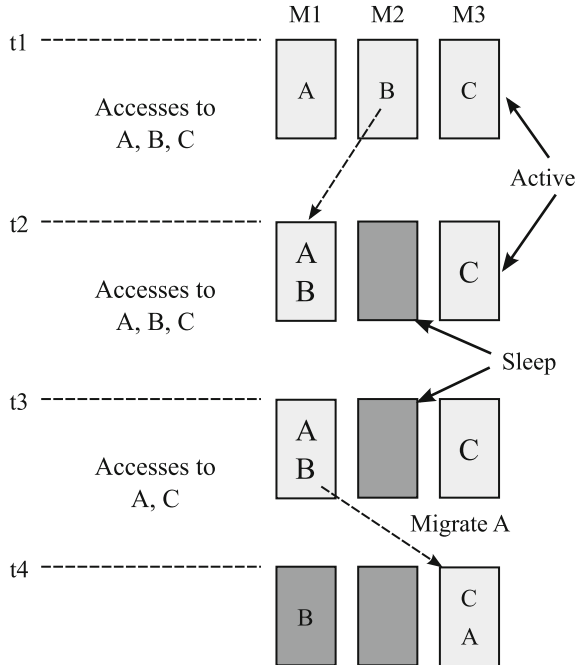 M1 M2 M3
t1
A B C
Accesses to
A, B, C
Active
t2
A
B
C
Accesses to
A, B, C
Sleep
t3
A
B
C
Accesses to
A, C
Migrate A
t4
B
C
A